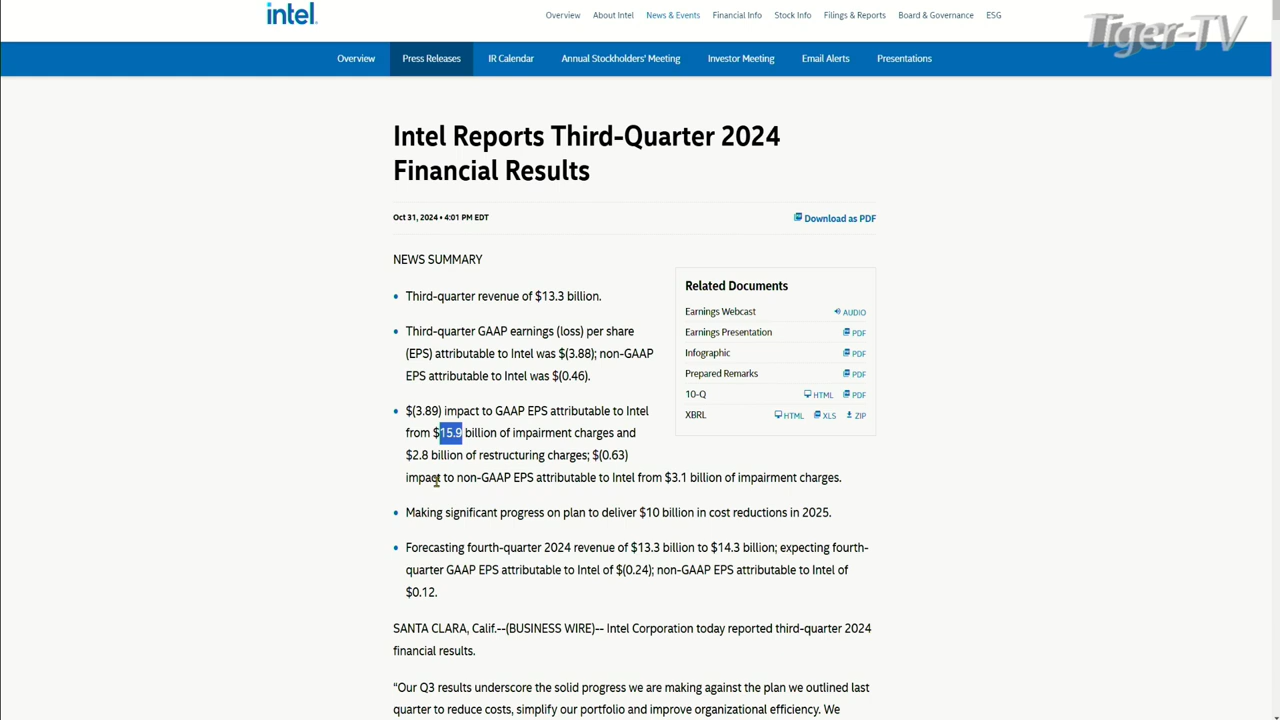 intel.
Overview About Intel News & Events Financial Info Stock Info Filings & Reports Board & Governance ESG
Tiger-TV
Overview Press Releases IR Calendar Annual Stockholders' Meeting Investor Meeting Email Alerts Presentations
Intel Reports Third-Quarter 2024
Financial Results
Oct 31, 2024 • 4:01 PM EDT
Download as PDF
NEWS SUMMARY
• Third-quarter revenue of $13.3 billion.
• Third-quarter GAAP earnings (loss) per share
(EPS) attributable to Intel was $(3.88); non-GAAP
EPS attributable to Intel was $(0.46).
• $(3.89) impact to GAAP EPS attributable to Intel
from $15.9 billion of impairment charges and
$2.8 billion of restructuring charges; $(0.63)
impact to non-GAAP EPS attributable to Intel from $3.1 billion of impairment charges.
Related Documents
Earnings Webcast AUDIO
Earnings Presentation PDF
Infographic PDF
Prepared Remarks PDF
10-Q HTML PDF
XBRL HTML XLS ZIP
• Making significant progress on plan to deliver $10 billion in cost reductions in 2025.
• Forecasting fourth-quarter 2024 revenue of $13.3 billion to $14.3 billion; expecting fourth-
quarter GAAP EPS attributable to Intel of $(0.24); non-GAAP EPS attributable to Intel of
$0.12.
SANTA CLARA, Calif.--(BUSINESS WIRE)-- Intel Corporation today reported third-quarter 2024
financial results.
“Our Q3 results underscore the solid progress we are making against the plan we outlined last
quarter to reduce costs, simplify our portfolio and improve organizational efficiency. We